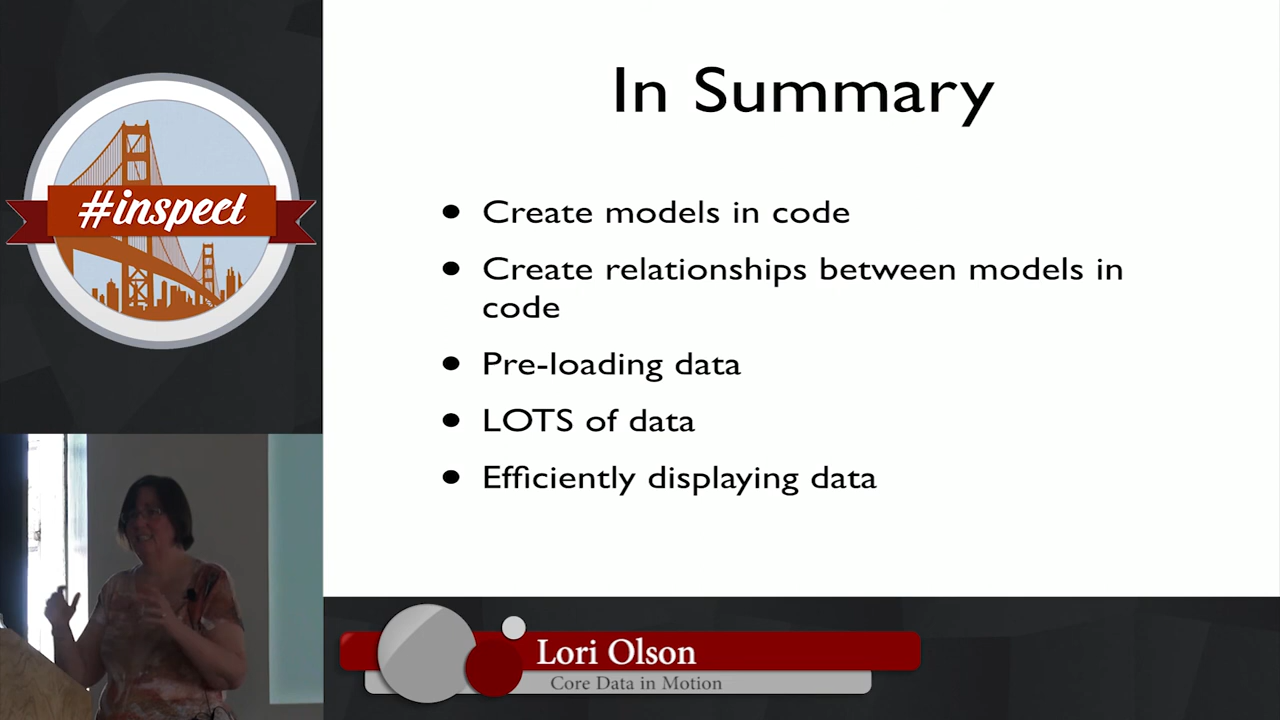 #inspect
In Summary
• Create models in code
• Create relationships between models in
code
• Pre-loading data
• LOTS of data
• Efficiently displaying data
Lori Olson
Core Data in Motion